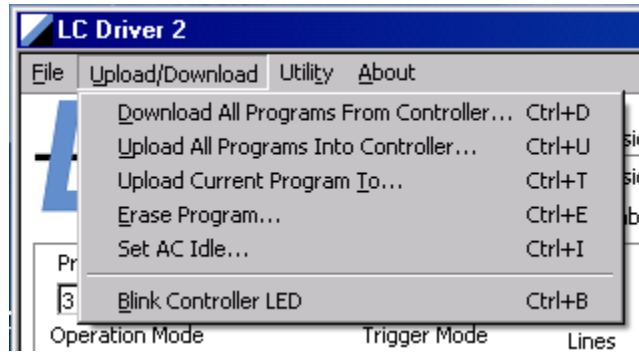 LC Driver 2
File Upload/Download Utility About
Download All Programs From Controller... Ctrl+D
Upload All Programs Into Controller... Ctrl+U
Upload Current Program To... Ctrl+T
Erase Program... Ctrl+E
Set AC Idle... Ctrl+I
Blink Controller LED Ctrl+B
3
Operation Mode Trigger Mode Lines